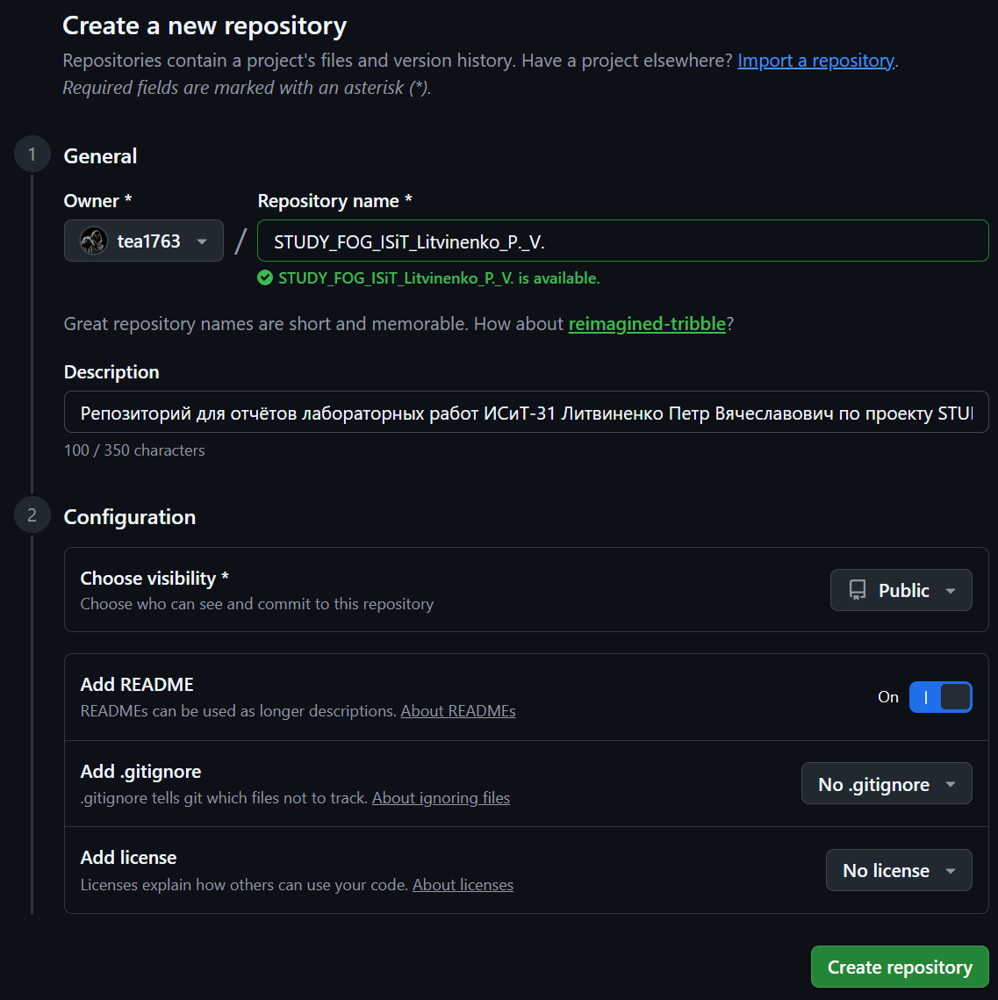 Create a new repository
Repositories contain a project's files and version history. Have a project elsewhere? Import a repository.
Required fields are marked with an asterisk (*).
1
General
Owner *
Repository name *
tea1763
/
STUDY_FOG_ISiT_Litvinenko_P._V.
STUDY_FOG_ISiT_Litvinenko_P._V. is available.
Great repository names are short and memorable. How about reimagined-tribble?
Description
Репозиторий для отчётов лабораторных работ ИСиТ-31 Литвиненко Петр Вячеславович по проекту STU
100 / 350 characters
2
Configuration
Choose visibility *
Choose who can see and commit to this repository
Public
Add README
READMEs can be used as longer descriptions. About READMEs
On
Add .gitignore
.gitignore tells git which files not to track. About ignoring files
No .gitignore
Add license
Licenses explain how others can use your code. About licenses
No license
Create repository